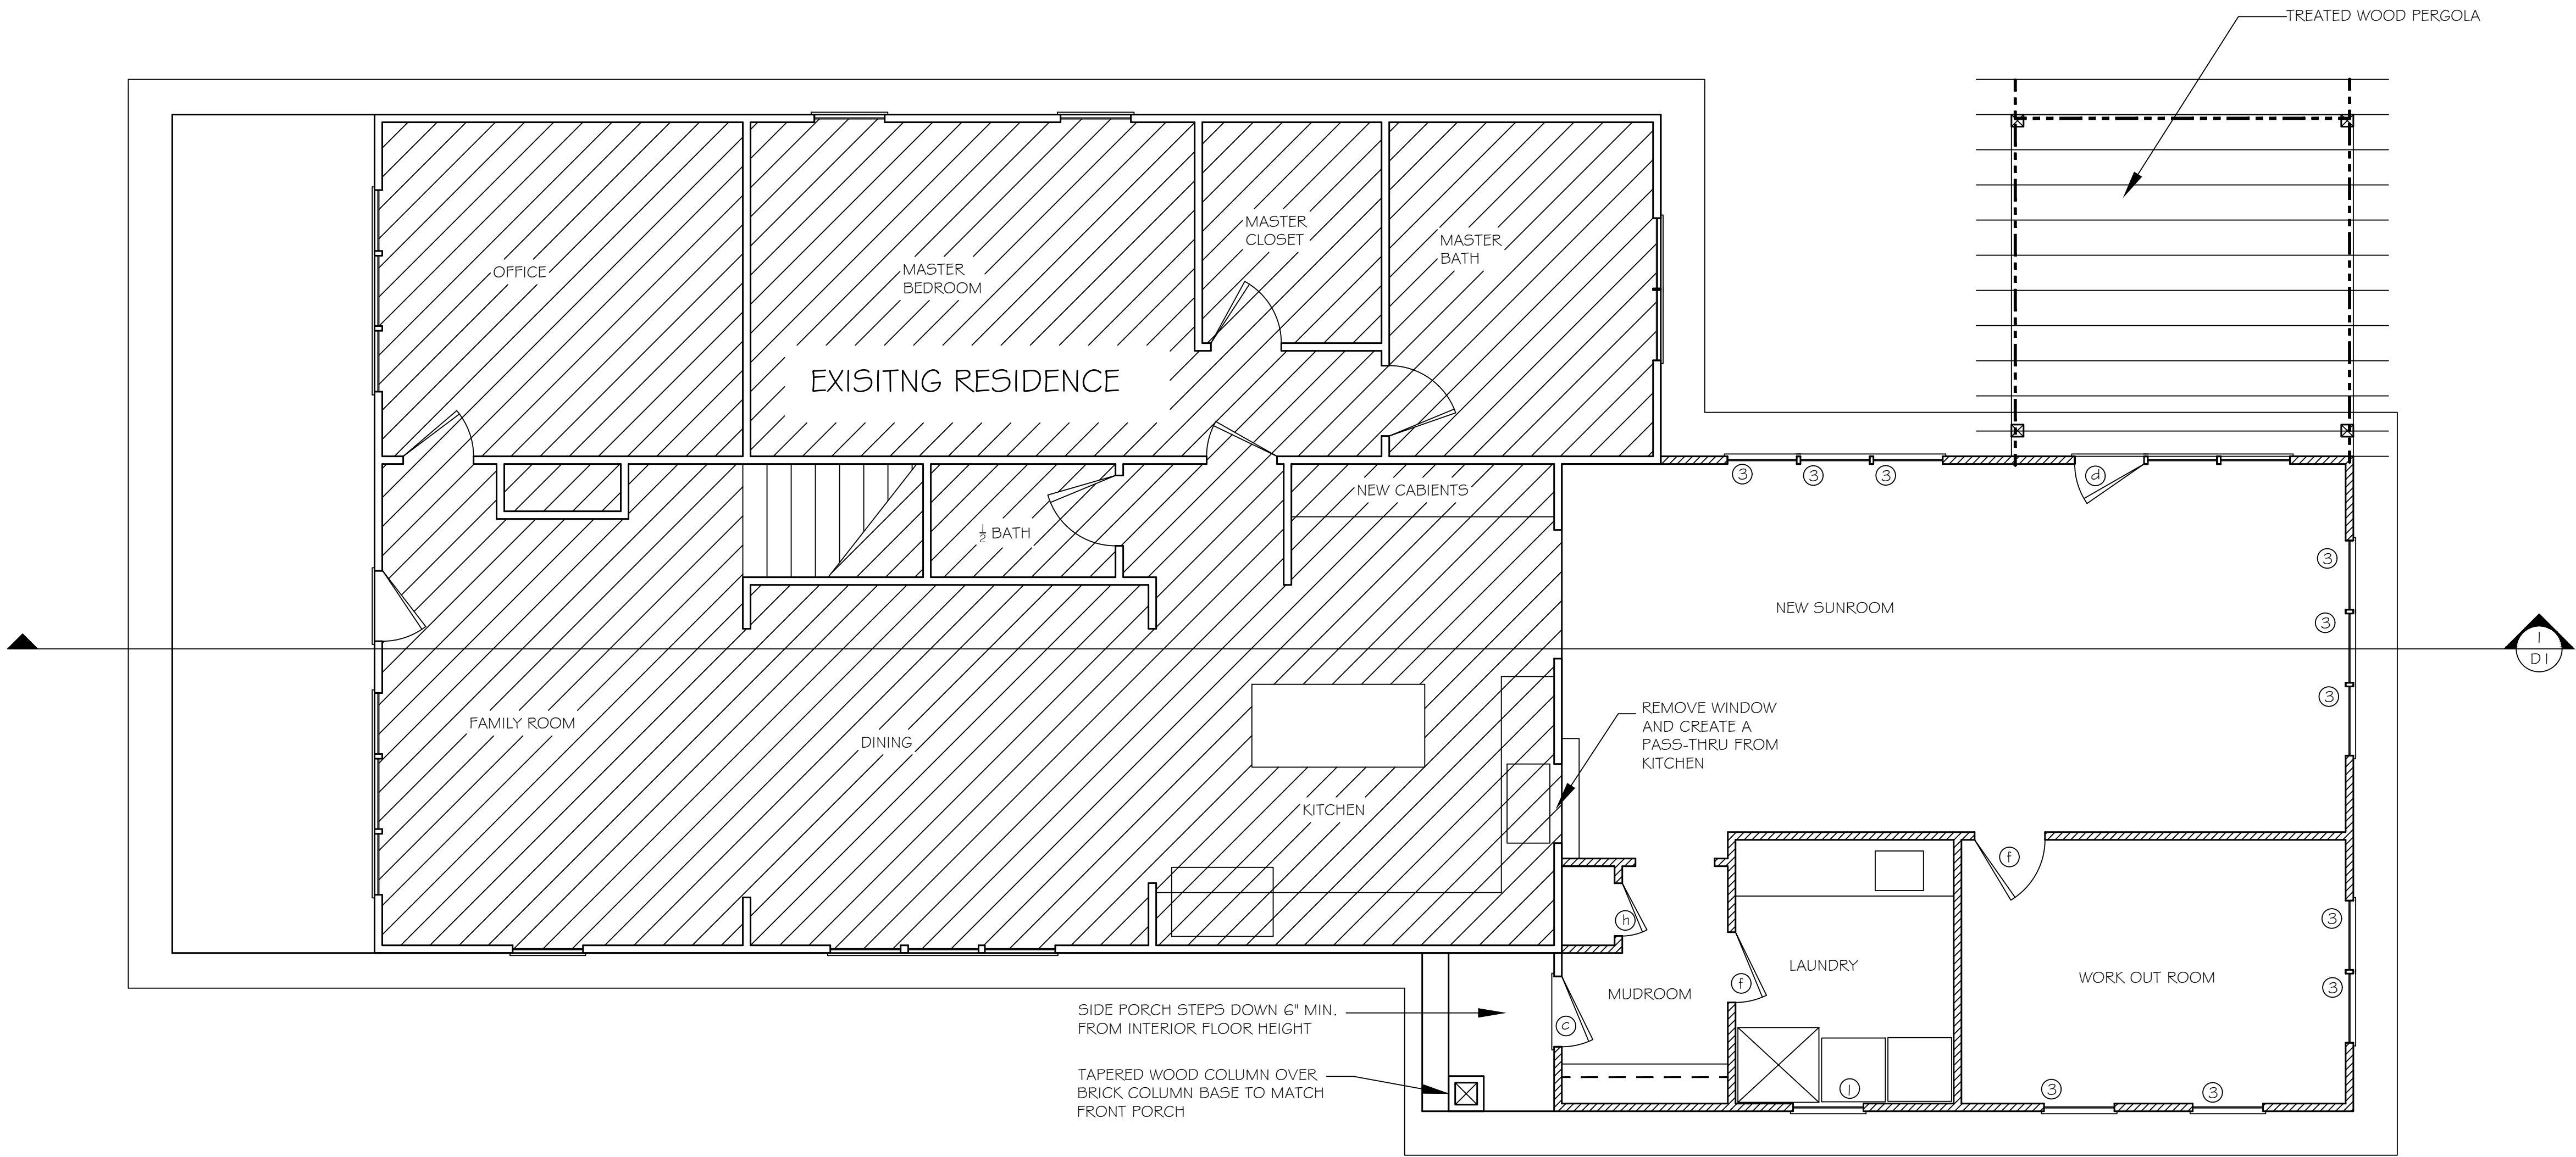 TREATED WOOD PERGOLA
OFFICE
MASTER
BEDROOM
MASTER
CLOSET
MASTER
BATH
EXISITNG RESIDENCE
NEW CABIENTS
½ BATH
3
3
3
d
3
3
3
NEW SUNROOM
1
D1
FAMILY ROOM
DINING
KITCHEN
REMOVE WINDOW
AND CREATE A
PASS-THRU FROM
KITCHEN
f
h
3
3
LAUNDRY
WORK OUT ROOM
f
MUDROOM
c
SIDE PORCH STEPS DOWN 6" MIN.
FROM INTERIOR FLOOR HEIGHT
TAPERED WOOD COLUMN OVER
BRICK COLUMN BASE TO MATCH
FRONT PORCH
1
3
3